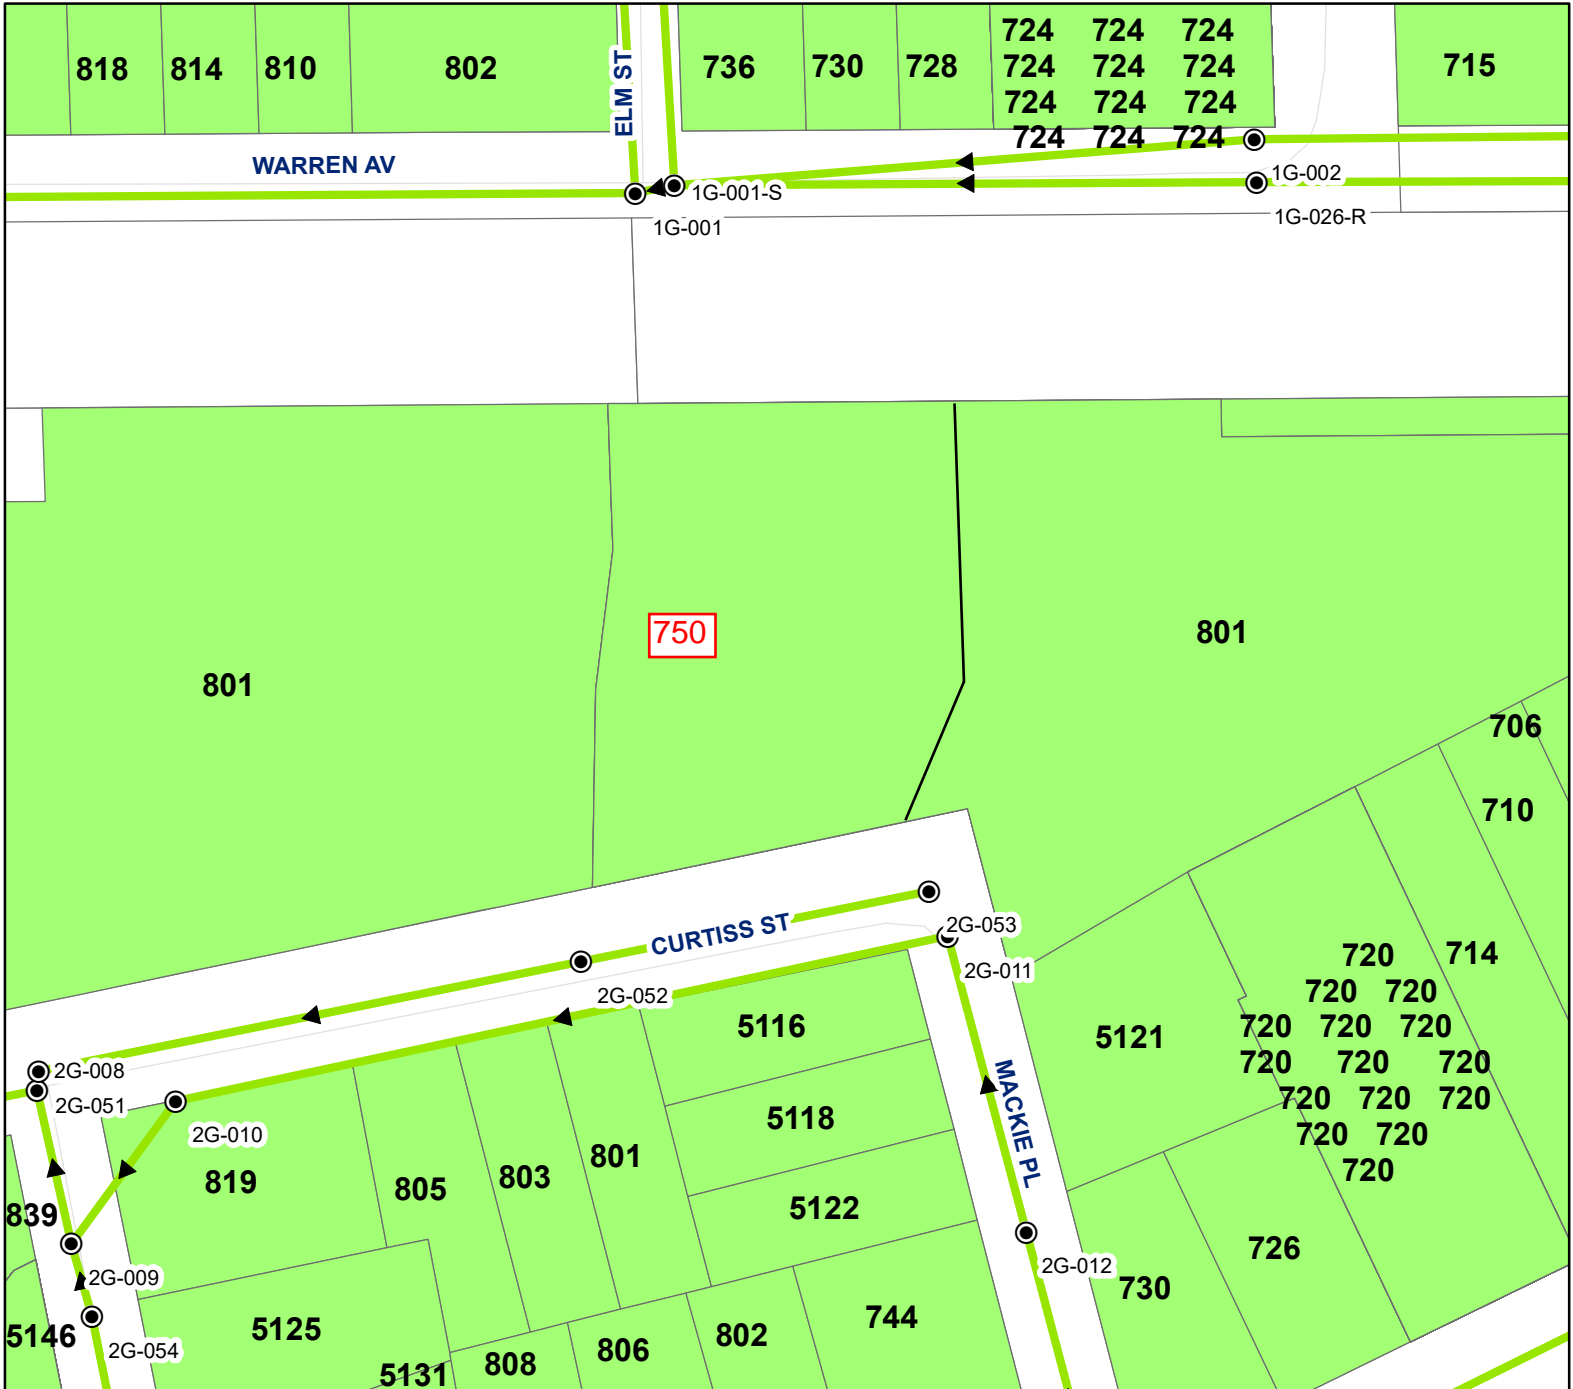 818 814 810 802 ELM ST 736 730 728 724 724 724 715
724 724 724
724 724 724
724 724 724
WARREN AV
1G-002
1G-001-S
1G-026-R
1G-001
750
801
801
706
710
CURTISS ST
2G-053
2G-011
2G-052
720 714
720 720
5116 5121 720 720 720
2G-008 720 720 720
2G-051
720 720 720
MACKIE PL
5118
2G-010 720 720
801
720
819 805 803
839 5122
726
2G-012
2G-009 730
744
5125 802
5146 2G-054 806
5131 808